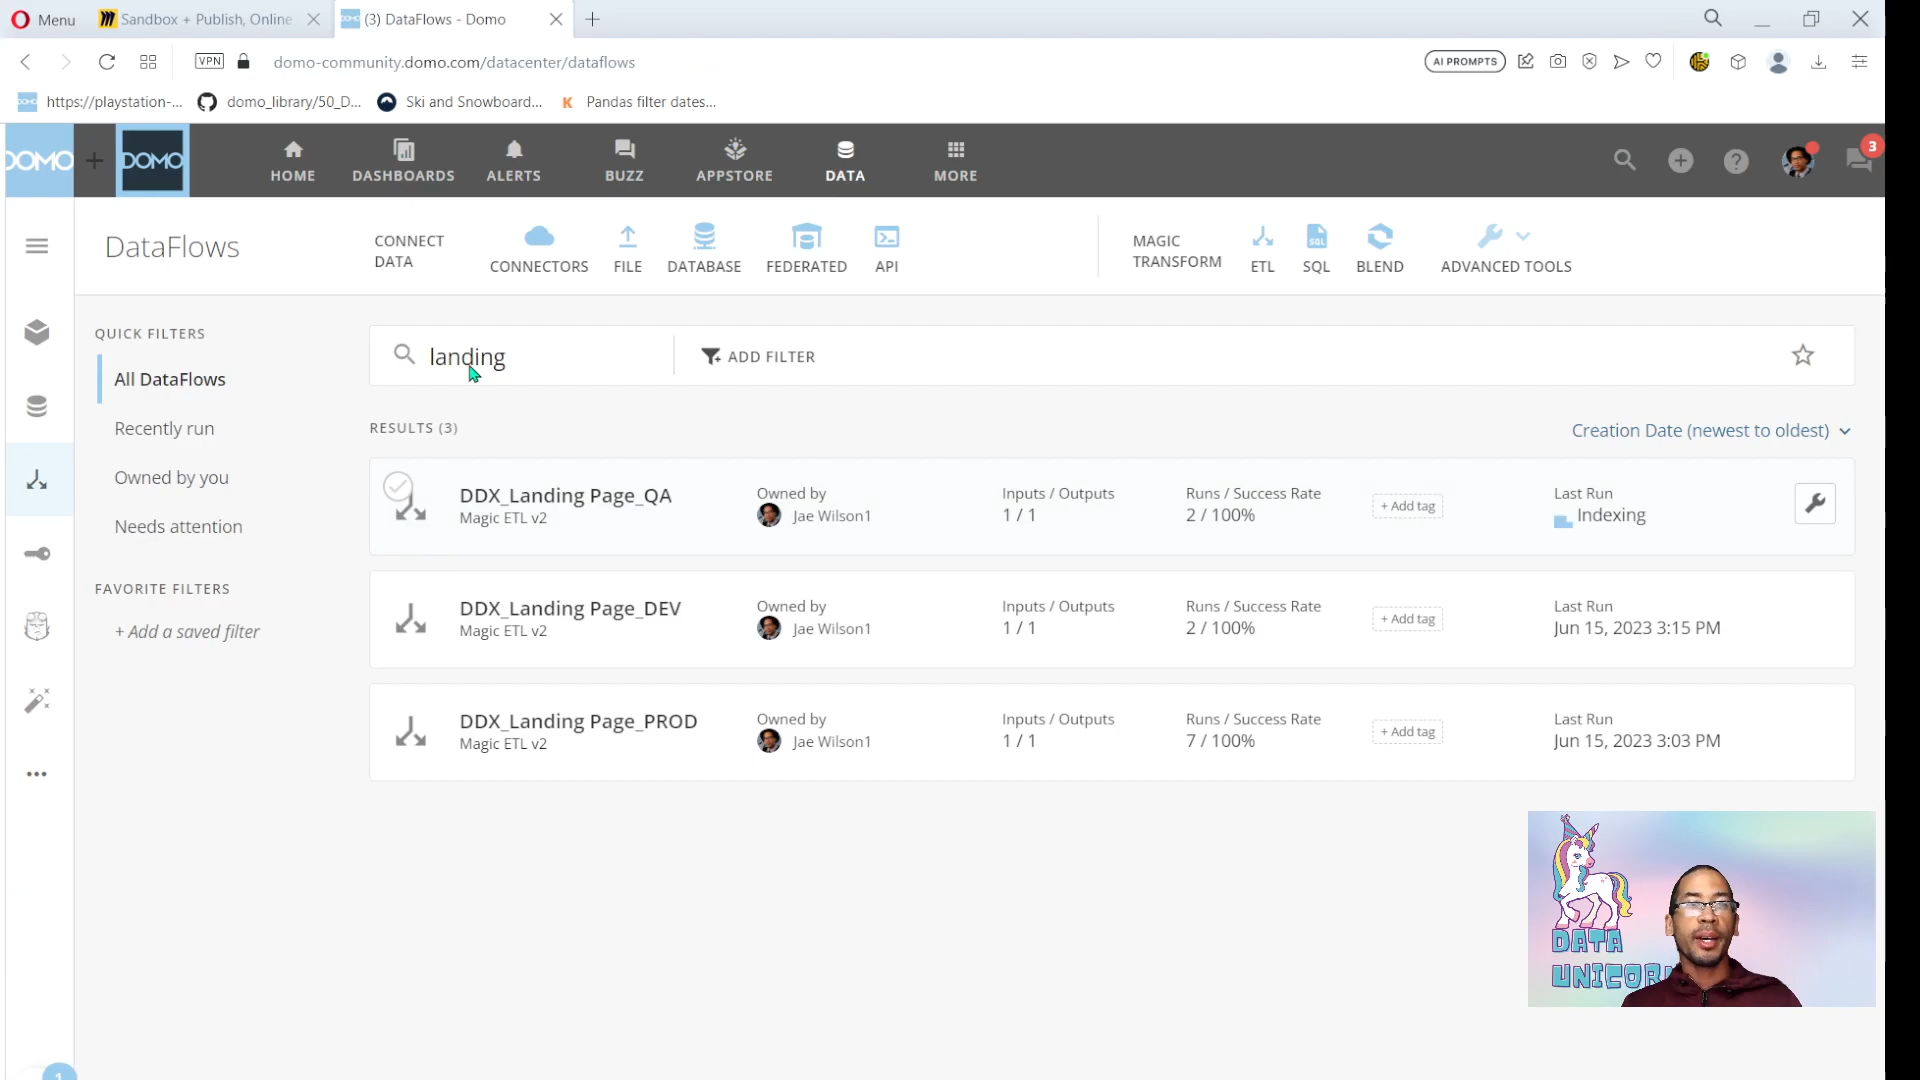 Menu
Sandbox + Publish, Online
(3) DataFlows - Domo
VPN
domo-community.domo.com/datacenter/dataflows
AI PROMPTS
https://playstation-...
domo_library/50_D...
Ski and Snowboard...
K Pandas filter dates...
DOMO
DOMO
HOME
DASHBOARDS
ALERTS
BUZZ
APPSTORE
DATA
MORE
3
DataFlows
CONNECT
DATA
CONNECTORS
FILE
DATABASE
FEDERATED
API
MAGIC
TRANSFORM
ETL
SQL
SQL
BLEND
ADVANCED TOOLS
QUICK FILTERS
All DataFlows
Recently run
Owned by you
Needs attention
FAVORITE FILTERS
+ Add a saved filter
landing
ADD FILTER
RESULTS (3)
Creation Date (newest to oldest)
DDX_Landing Page_QA
Magic ETL v2
Owned by
Jae Wilson1
Inputs / Outputs
1 / 1
Runs / Success Rate
2 / 100%
+ Add tag
Last Run
Indexing
DDX_Landing Page_DEV
Magic ETL v2
Owned by
Jae Wilson1
Inputs / Outputs
1 / 1
Runs / Success Rate
2 / 100%
+ Add tag
Last Run
Jun 15, 2023 3:15 PM
DDX_Landing Page_PROD
Magic ETL v2
Owned by
Jae Wilson1
Inputs / Outputs
1 / 1
Runs / Success Rate
7 / 100%
+ Add tag
Last Run
Jun 15, 2023 3:03 PM
DATA
UNICOR
1